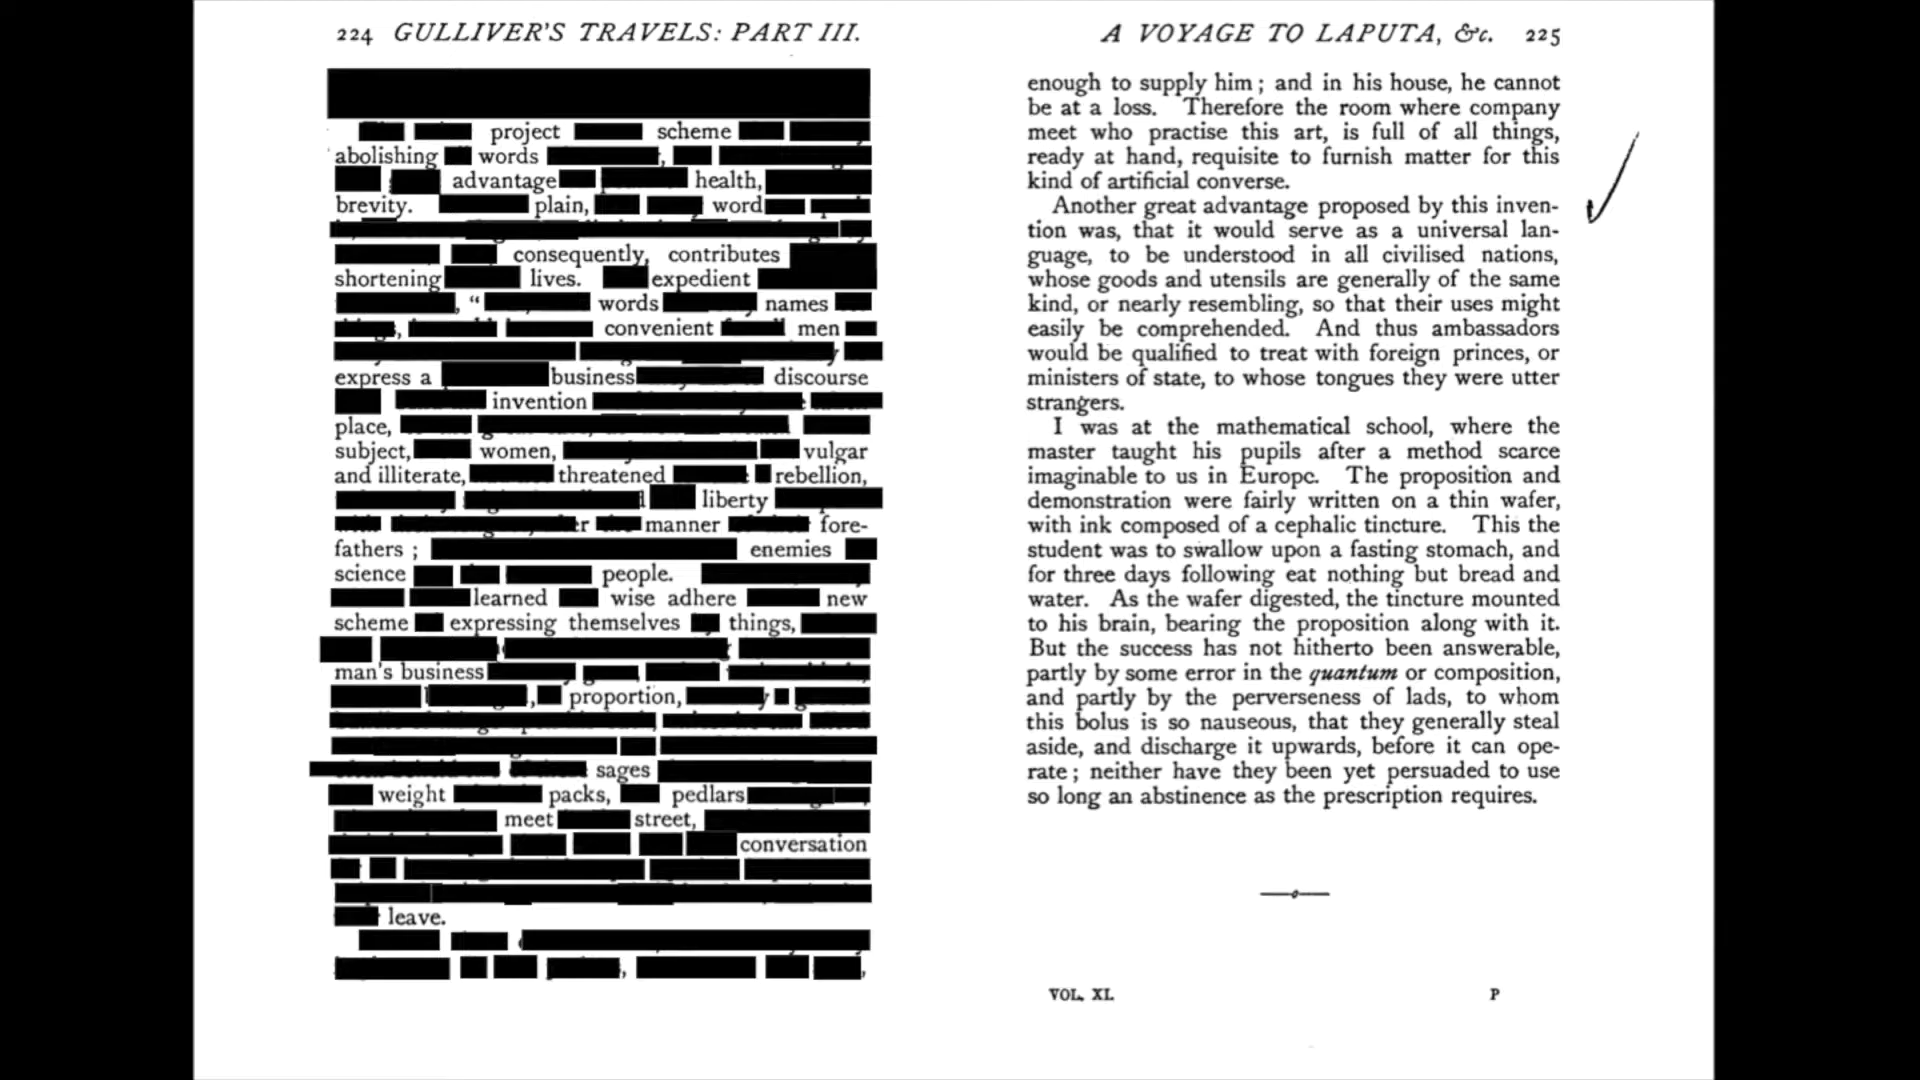 224 GULLIVER'S TRAVELS: PART III.
project scheme
abolishing words ,
advantage health,
brevity. plain, word
consequently, contributes
shortening lives. expedient
, " words names
, convenient men
express a business discourse
invention
place,
subject, women, vulgar
and illiterate, threatened rebellion,
liberty
manner fore-
fathers ; enemies
science people.
learned wise adhere new
scheme expressing themselves things,
man's business ,
, proportion,
sages
weight packs, pedlars
meet street,
conversation
leave.
A VOYAGE TO LAPUTA, &c. 225
enough to supply him ; and in his house, he cannot
be at a loss. Therefore the room where company
meet who practise this art, is full of all things,
ready at hand, requisite to furnish matter for this
kind of artificial converse.
Another great advantage proposed by this inven-
tion was, that it would serve as a universal lan-
guage, to be understood in all civilised nations,
whose goods and utensils are generally of the same
kind, or nearly resembling, so that their uses might
easily be comprehended. And thus ambassadors
would be qualified to treat with foreign princes, or
ministers of state, to whose tongues they were utter
strangers.
I was at the mathematical school, where the
master taught his pupils after a method scarce
imaginable to us in Europe. The proposition and
demonstration were fairly written on a thin wafer,
with ink composed of a cephalic tincture. This the
student was to swallow upon a fasting stomach, and
for three days following eat nothing but bread and
water. As the wafer digested, the tincture mounted
to his brain, bearing the proposition along with it.
But the success has not hitherto been answerable,
partly by some error in the quantum or composition,
and partly by the perverseness of lads, to whom
this bolus is so nauseous, that they generally steal
aside, and discharge it upwards, before it can ope-
rate ; neither have they been yet persuaded to use
so long an abstinence as the prescription requires.
VOL. XI. P